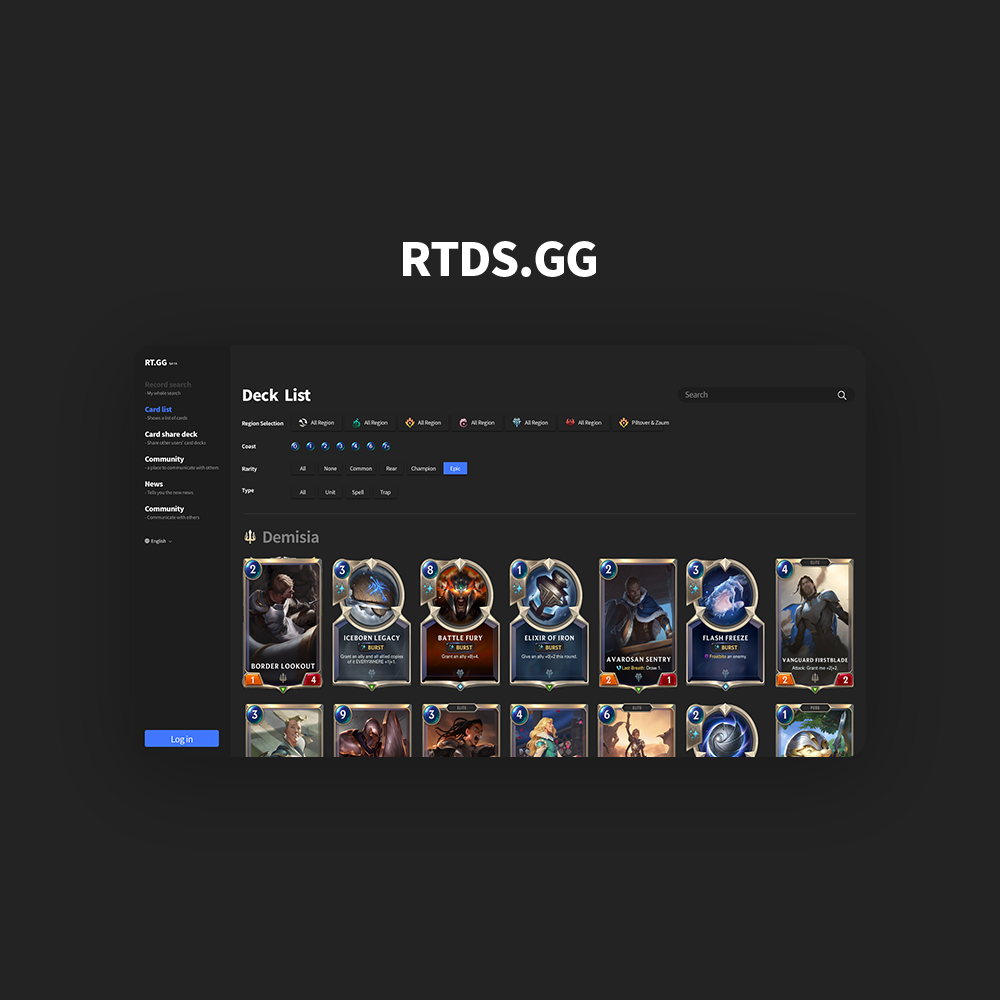 RTDS.GG
RT.GG
Record search
- My whole search
Card list
- Shows a list of cards
Card share deck
- Share other users' card decks
Community
- a place to communicate with others
News
- Tells you the new news
Community
- Communicate with others
English
Log in
Deck List
Search
Region Selection All Region All Region All Region All Region All Region All Region Piltover & Zaum
Coast
Rarity All None Common Rear Champion Epic
Type All Unit Spell Trap
Demisia
2
BORDER LOOKOUT
1 4
3
ICEBORN LEGACY
BURST
Grant an ally and all allied copies
of it EVERYWHERE +1|+1.
8
BATTLE FURY
BURST
Grant an ally +8|+4.
1
ELIXIR OF IRON
BURST
Give an ally +0|+2 this round.
2
AVAROSAN SENTRY
Last Breath: Draw 1.
2 1
3
FLASH FREEZE
BURST
Frostbite an enemy.
4
ELITE
VANGUARD FIRSTBLADE
Attack: Grant me +2|+2.
2 2
3
9
3 ELITE
4
6 ELITE
2
1 PORO